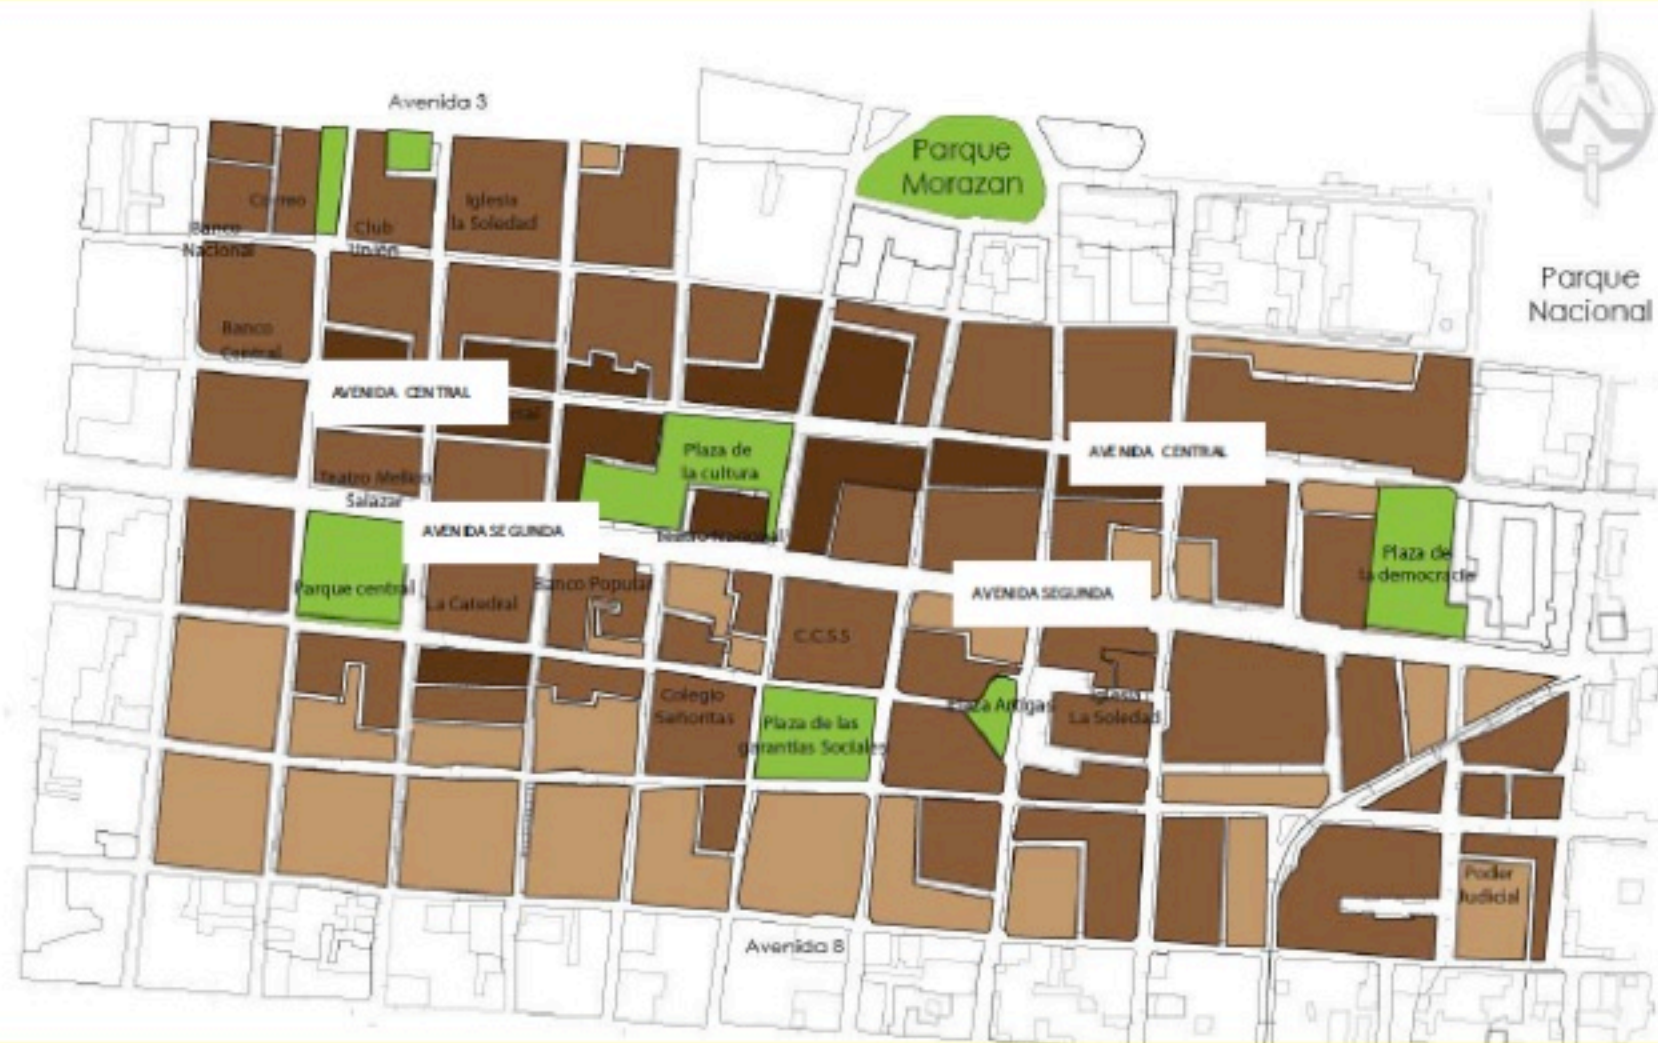 Avenida 3
Parque
Morazan
Correo
Iglesia
la Soledad
Banco
Nacional
Club
Unión
Parque
Nacional
Banco
Central
AVENIDA CENTRAL
Plaza de
la cultura
AVENIDA CENTRAL
Teatro Mellico
Salazar
AVENIDA SEGUNDA
Teatro Nacional
Plaza de
la democracia
Parque central
La Catedral
Banco Popular
AVENIDA SEGUNDA
C.C.S.S
Colegio
Señoritas
Plaza de las
garantias Sociales
Plaza Artigas
Iglesia
La Soledad
Poder
Judicial
Avenida 8
N